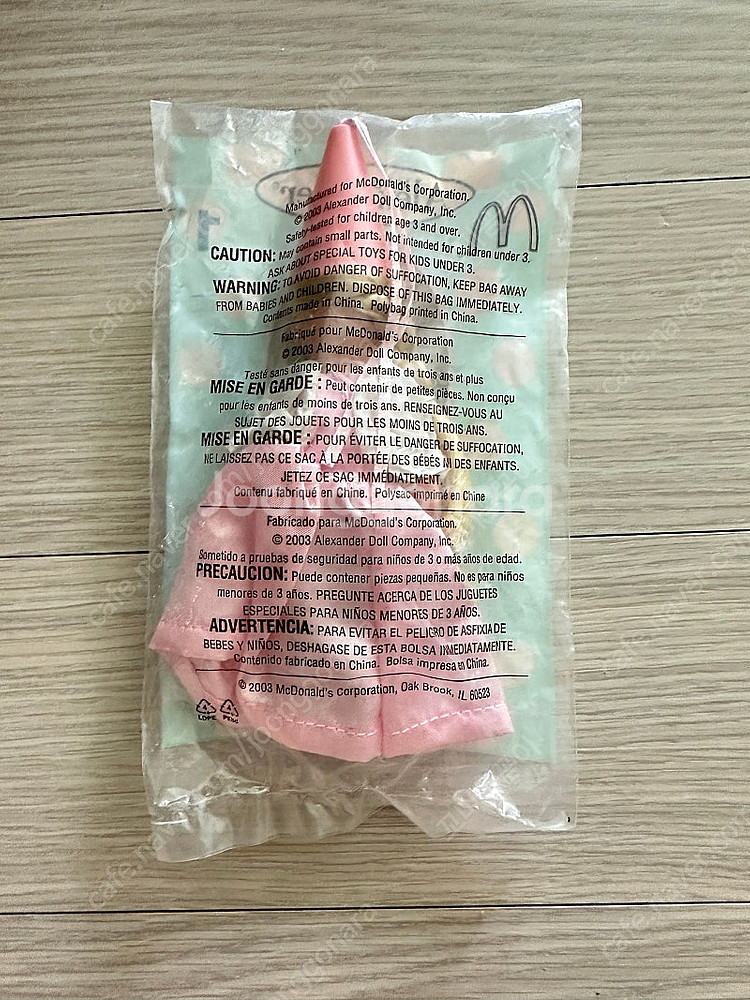 Manufactured for McDonald's Corporation.
© 2003 Alexander Doll Company, Inc.
Safety-tested for children age 3 and over.
CAUTION: May contain small parts. Not intended for children under 3.
ASK ABOUT SPECIAL TOYS FOR KIDS UNDER 3.
WARNING: TO AVOID DANGER OF SUFFOCATION, KEEP BAG AWAY
FROM BABIES AND CHILDREN. DISPOSE OF THIS BAG IMMEDIATELY.
Contents made in China. Polybag printed in China.
Fabriqué pour McDonald's Corporation
© 2003 Alexander Doll Company, Inc.
Testé sans danger pour les enfants de trois ans et plus
MISE EN GARDE : Peut contenir de petites pièces. Non conçu
pour les enfants de moins de trois ans. RENSEIGNEZ-VOUS AU
SUJET DES JOUETS POUR LES MOINS DE TROIS ANS.
MISE EN GARDE : POUR ÉVITER LE DANGER DE SUFFOCATION,
NE LAISSEZ PAS CE SAC À LA PORTÉE DES BÉBÉS NI DES ENFANTS.
JETEZ CE SAC IMMÉDIATEMENT.
Contenu fabriqué en Chine. Polysac imprimé en Chine
Fabricado para McDonald's Corporation.
© 2003 Alexander Doll Company, Inc.
Sometido a pruebas de seguridad para niños de 3 o más años de edad.
PRECAUCION: Puede contener piezas pequeñas. No es para niños
menores de 3 años. PREGUNTE ACERCA DE LOS JUGUETES
ESPECIALES PARA NIÑOS MENORES DE 3 AÑOS.
ADVERTENCIA: PARA EVITAR EL PELIGRO DE ASFIXIA DE
BEBES Y NIÑOS, DESHAGASE DE ESTA BOLSA INMEDIATAMENTE.
Contenido fabricado en China. Bolsa impresa en China.
© 2003 McDonald's Corporation, Oak Brook, IL 60523
4 4
LDPE PEBD